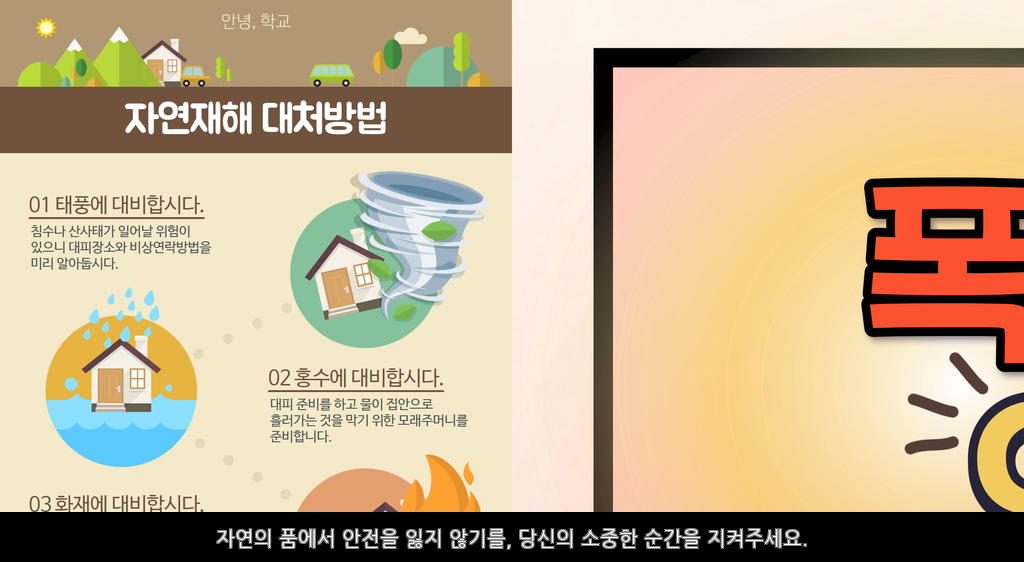 안녕, 학교
자연재해 대처방법
01 태풍에 대비합시다.
침수나 산사태가 일어날 위험이
있으니 대피장소와 비상연락방법을
미리 알아둡시다.
02 홍수에 대비합시다.
대피 준비를 하고 물이 집안으로
흘러가는 것을 막기 위한 모래주머니를
준비합니다.
03 화재에 대비합시다.
폭
자연의 품에서 안전을 잃지 않기를, 당신의 소중한 순간을 지켜주세요.